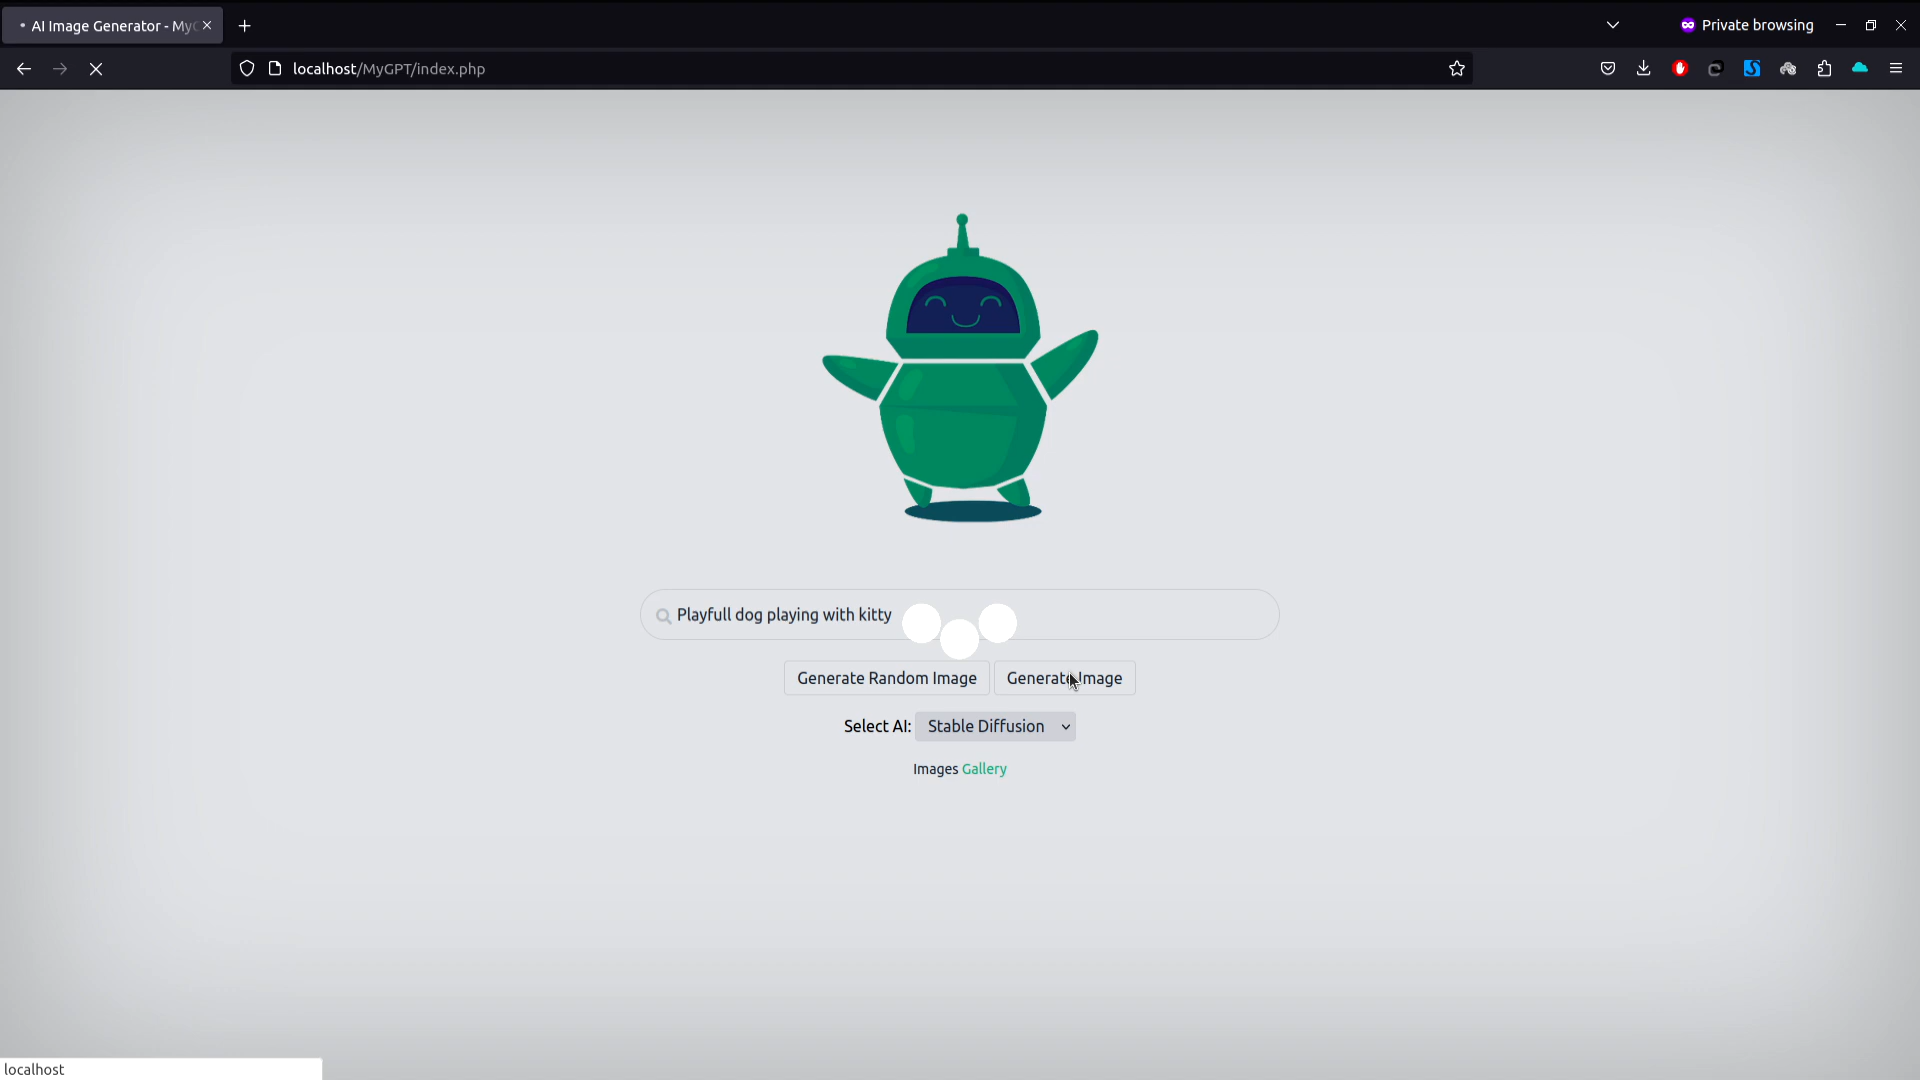 AI Image Generator - My
Private browsing
localhost/MyGPT/index.php
Playfull dog playing with kitty
Generate Random Image
Generate Image
Select AI: Stable Diffusion
Images Gallery
localhost